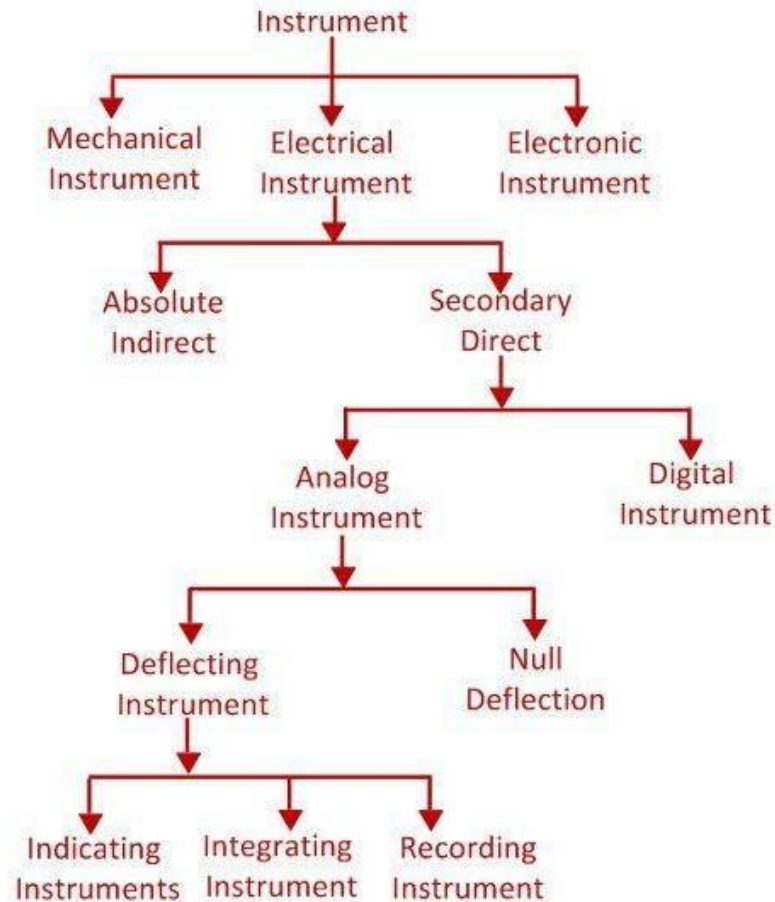 Instrument
Mechanical
Instrument
Electrical
Instrument
Electronic
Instrument
Absolute
Indirect
Secondary
Direct
Analog
Instrument
Digital
Instrument
Deflecting
Instrument
Null
Deflection
Indicating
Instruments
Integrating
Instrument
Recording
Instrument